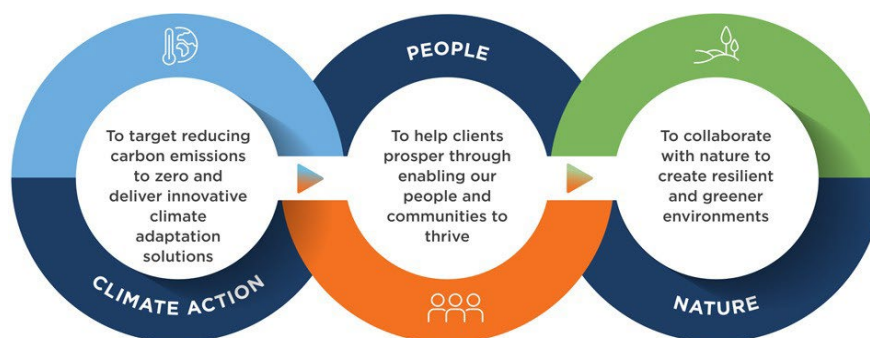 To target reducing
carbon emissions
to zero and
deliver innovative
climate
adaptation
solutions
CLIMATE ACTION
PEOPLE
To help clients
prosper through
enabling our
people and
communities to
thrive
To collaborate
with nature to
create resilient
and greener
environments
NATURE